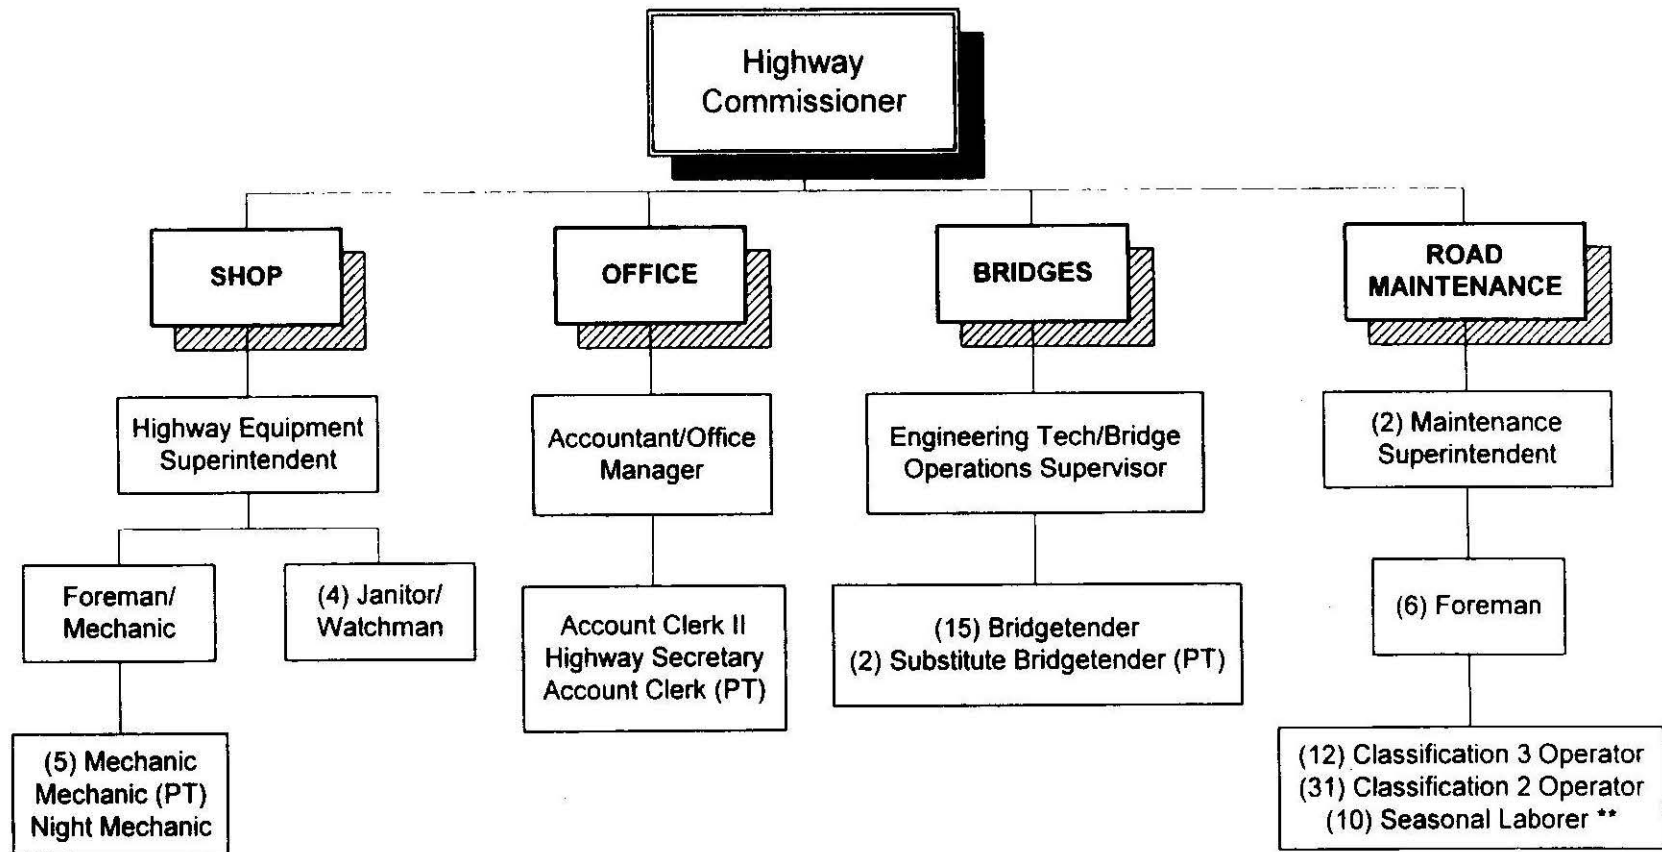 Highway
Commissioner
SHOP
OFFICE
BRIDGES
ROAD
MAINTENANCE
Highway Equipment
Superintendent
Accountant/Office
Manager
Engineering Tech/Bridge
Operations Supervisor
(2) Maintenance
Superintendent
Foreman/
Mechanic
(4) Janitor/
Watchman
Account Clerk II
Highway Secretary
Account Clerk (PT)
(15) Bridgetender
(2) Substitute Bridgetender (PT)
(6) Foreman
(5) Mechanic
Mechanic (PT)
Night Mechanic
(12) Classification 3 Operator
(31) Classification 2 Operator
(10) Seasonal Laborer **